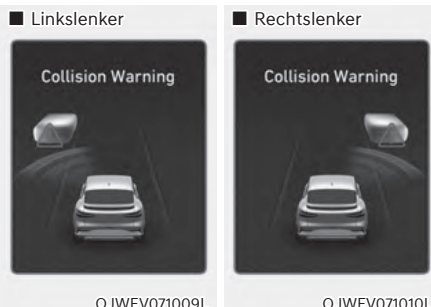 ■ Linkslenker
Collision Warning
OJWEV071009L
■ Rechtslenker
Collision Warning
OJWEV071010L